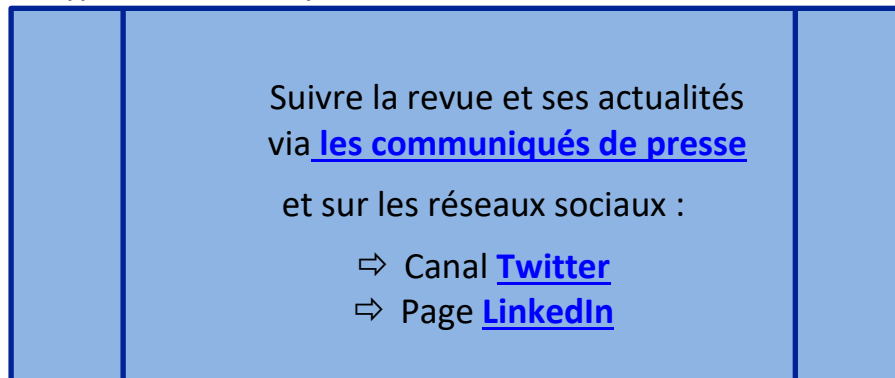 Suivre la revue et ses actualités
via les communiqués de presse
et sur les réseaux sociaux :
⇨ Canal Twitter
⇨ Page LinkedIn